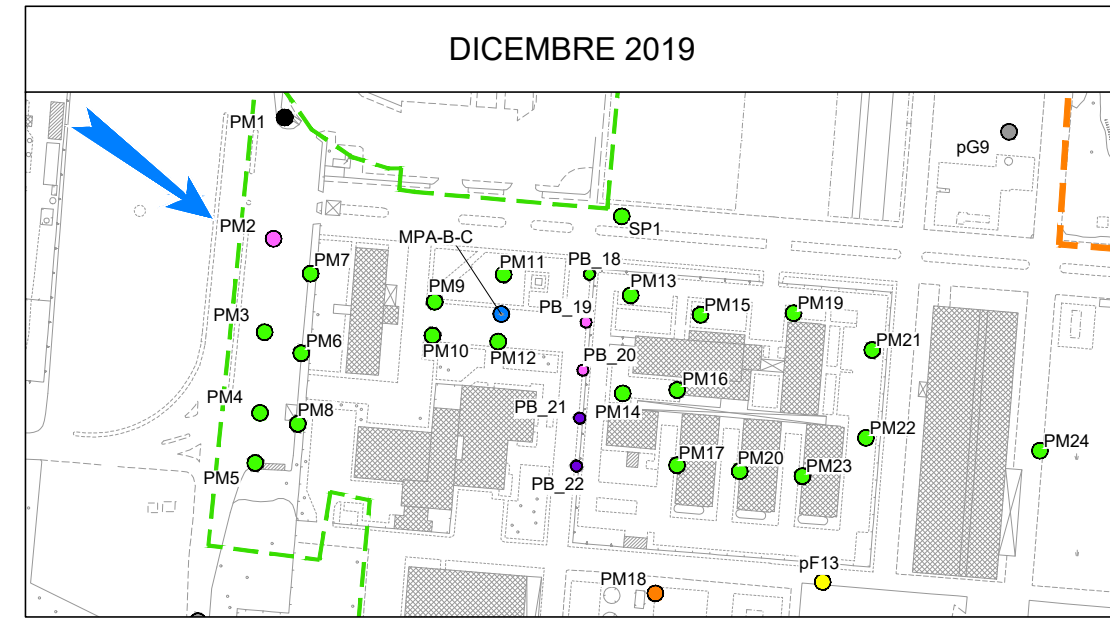 DICEMBRE 2019
PM1
pG9
PM2
SP1
MPA-B-C
PM7
PM11
PB_18
PM13
PM9
PB_19
PM15
PM19
PM3
PM6
PM10
PM12
PB_20
PM21
PM16
PM4
PM8
PB_21
PM14
PM22
PM24
PM5
PM17
PM20
PM23
PB_22
pF13
PM18